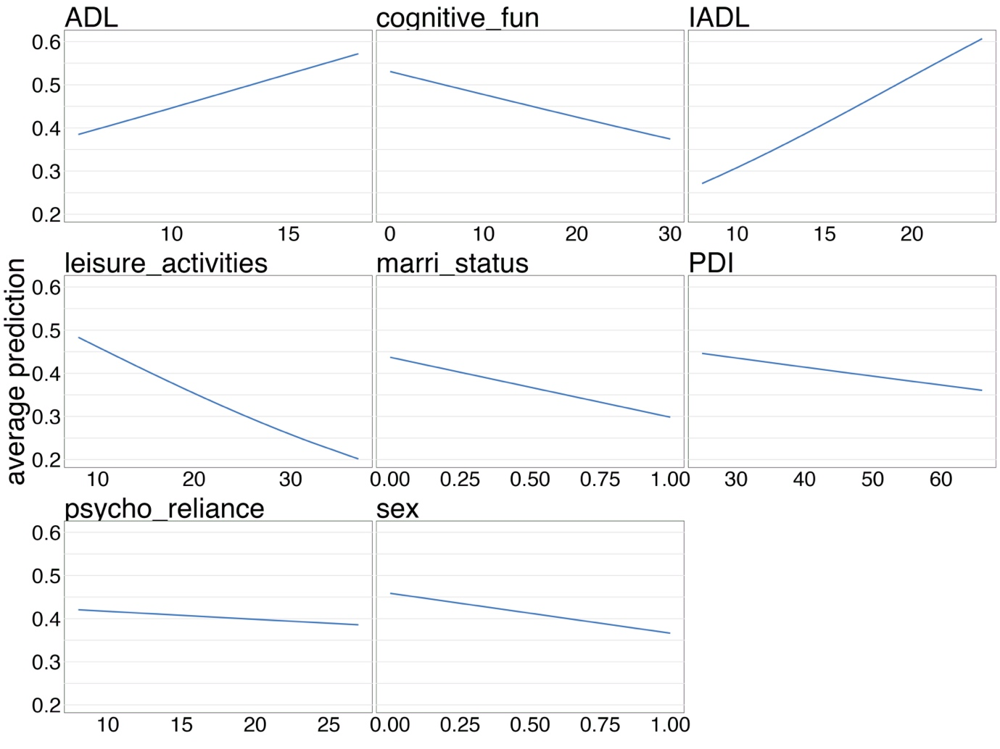 ADL cognitive_fun IADL
0.6
0.5
0.4
0.3
0.2
10 15 0 10 20 30 10 15 20
average prediction
leisure_activities marri_status PDI
0.6
0.5
0.4
0.3
0.2
10 20 30 0.00 0.25 0.50 0.75 1.00 30 40 50 60
psycho_reliance sex
0.6
0.5
0.4
0.3
0.2
10 15 20 25 0.00 0.25 0.50 0.75 1.00